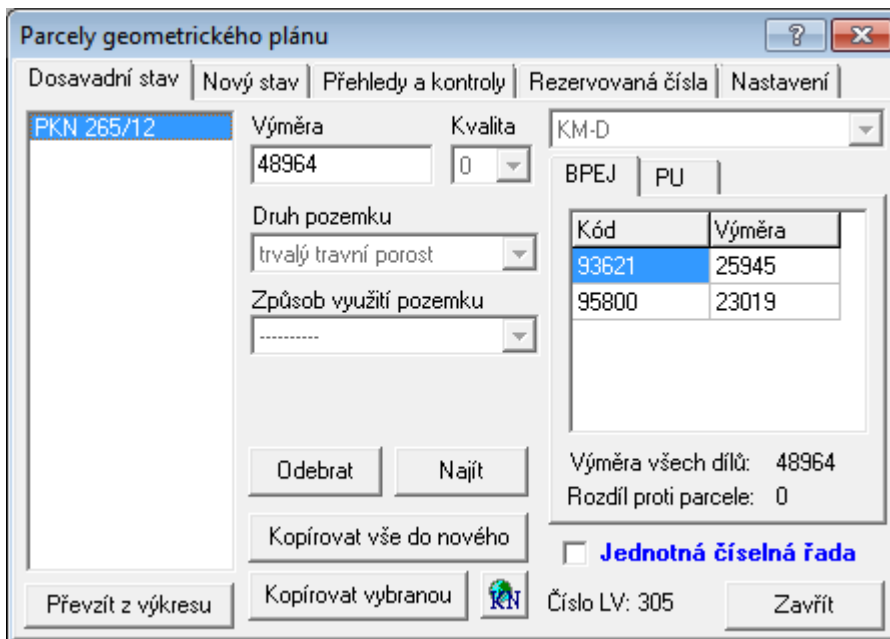 Parcely geometrického plánu
Dosavadní stav Nový stav Přehledy a kontroly Rezervovaná čísla Nastavení
PKN 265/12
Výměra Kvalita
48964 0
Druh pozemku
trvalý travní porost
Způsob využití pozemku
----------
Odebrat Najít
Kopírovat vše do nového
Převzít z výkresu
Kopírovat vybranou KN
KM-D
BPEJ PU
Kód Výměra
93621 25945
95800 23019
Výměra všech dílů: 48964
Rozdíl proti parcele: 0
Jednotná číselná řada
Číslo LV: 305 Zavřít